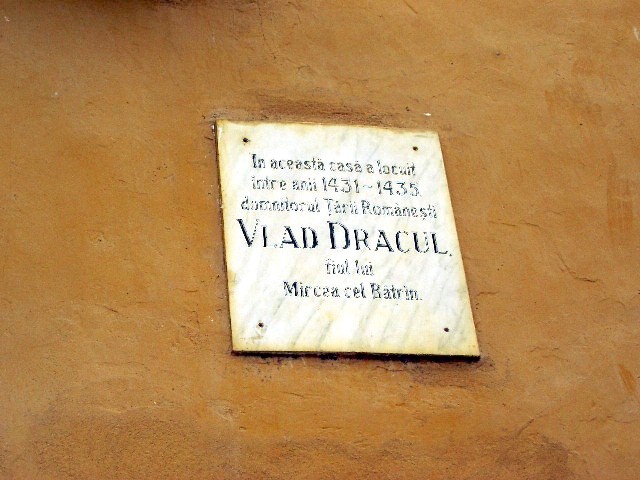 In această casă a locuit
între anii 1431-1435
domnitorul Țării Românești
VLAD DRACUL.
fiul lui
Mircea cel Bătrîn.